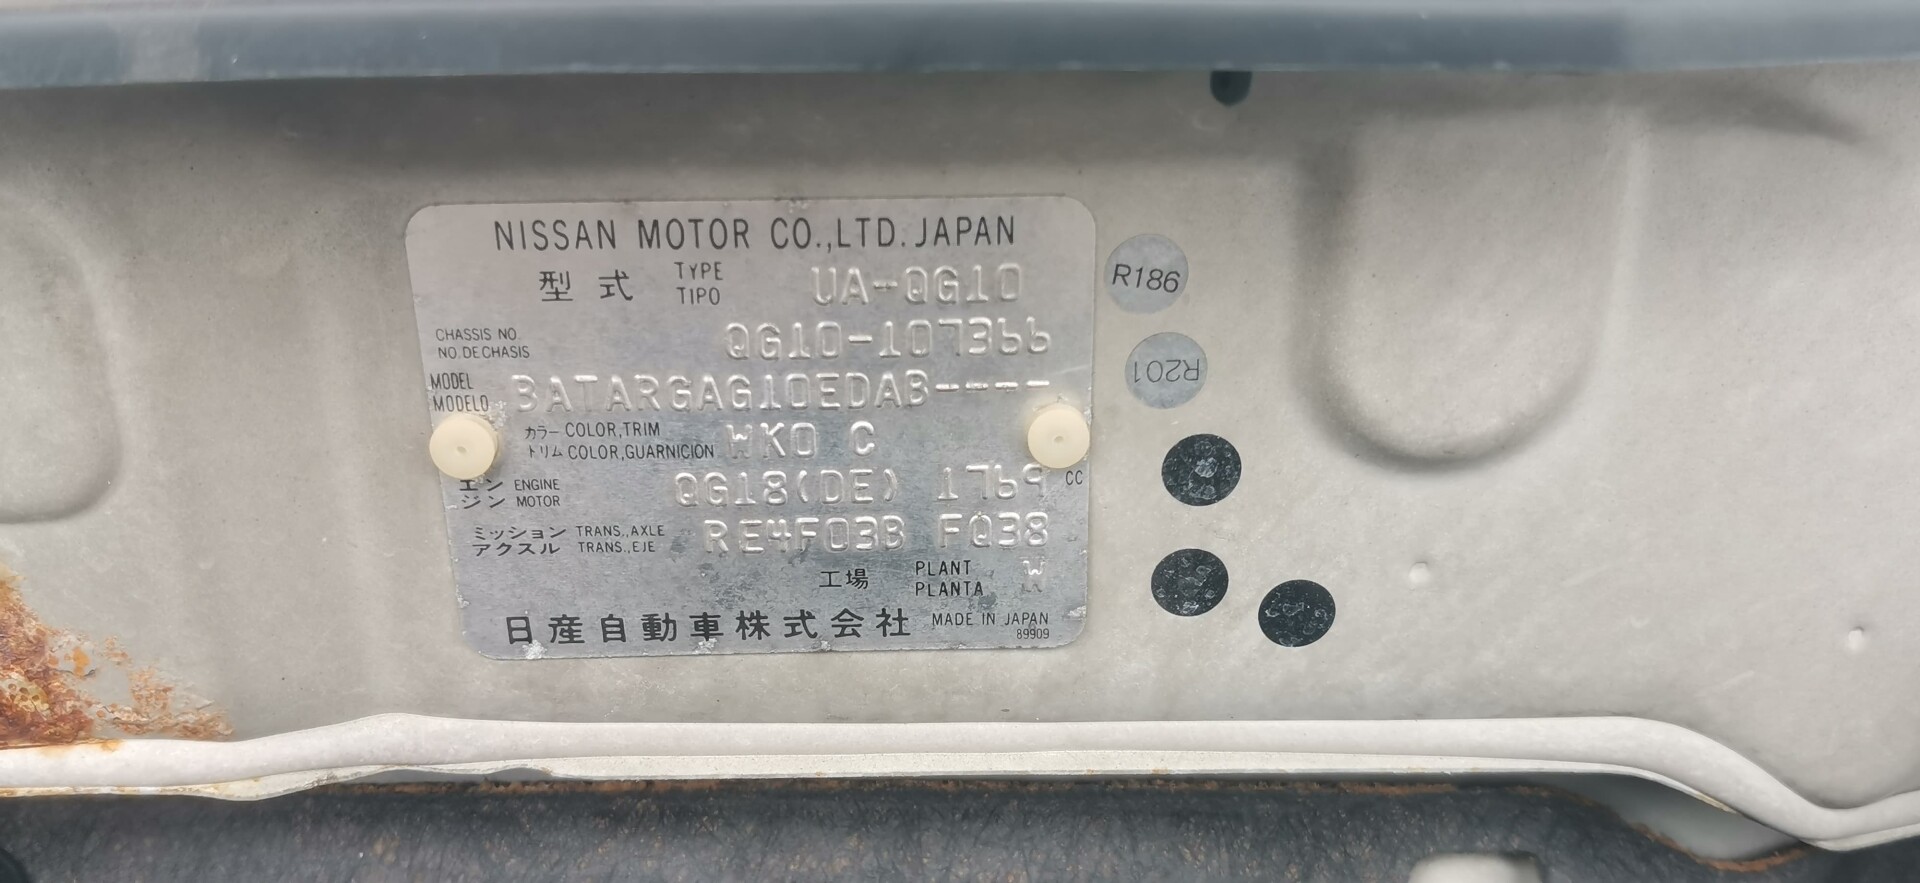 NISSAN MOTOR CO.,LTD. JAPAN
型式 TYPE TIPO UA-QG10
CHASSIS NO. NO.DE CHASIS QG10-107366
MODEL MODELO BATARGAG10EDAB----
カラー COLOR,TRIM トリム COLOR,GUARNICION WK0 C
エンジン ENGINE MOTOR QG18(DE) 1769 CC
ミッション TRANS.,AXLE アクスル TRANS.,EJE RE4F03B FQ38
工場 PLANT PLANTA W
日産自動車株式会社 MADE IN JAPAN
89909
R186
R201